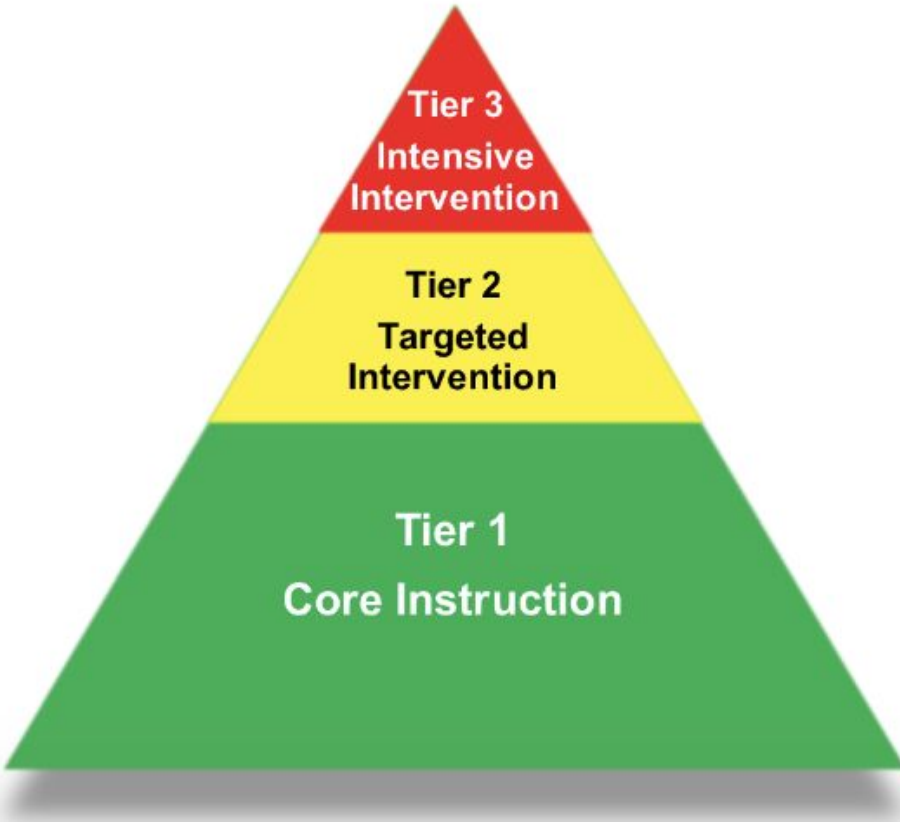 Tier 3
Intensive
Intervention
Tier 2
Targeted
Intervention
Tier 1
Core Instruction